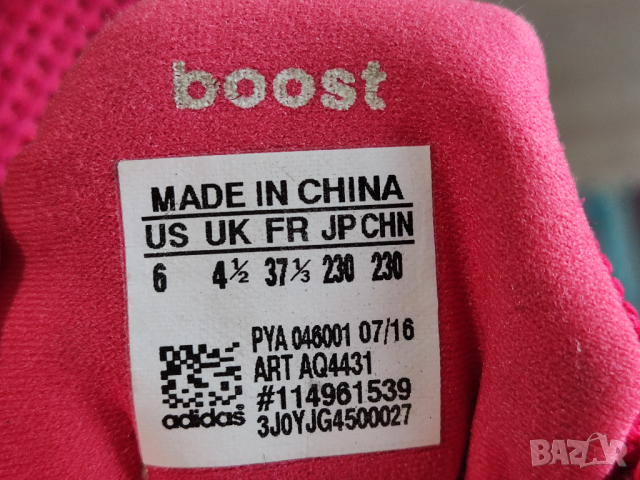 boost
MADE IN CHINA
US UK FR JP CHN
6 4½ 37⅓ 230 230
PYA 046001 07/16
ART AQ4431
#114961539
3J0YJG4500027
adidas
BAZAR
bg